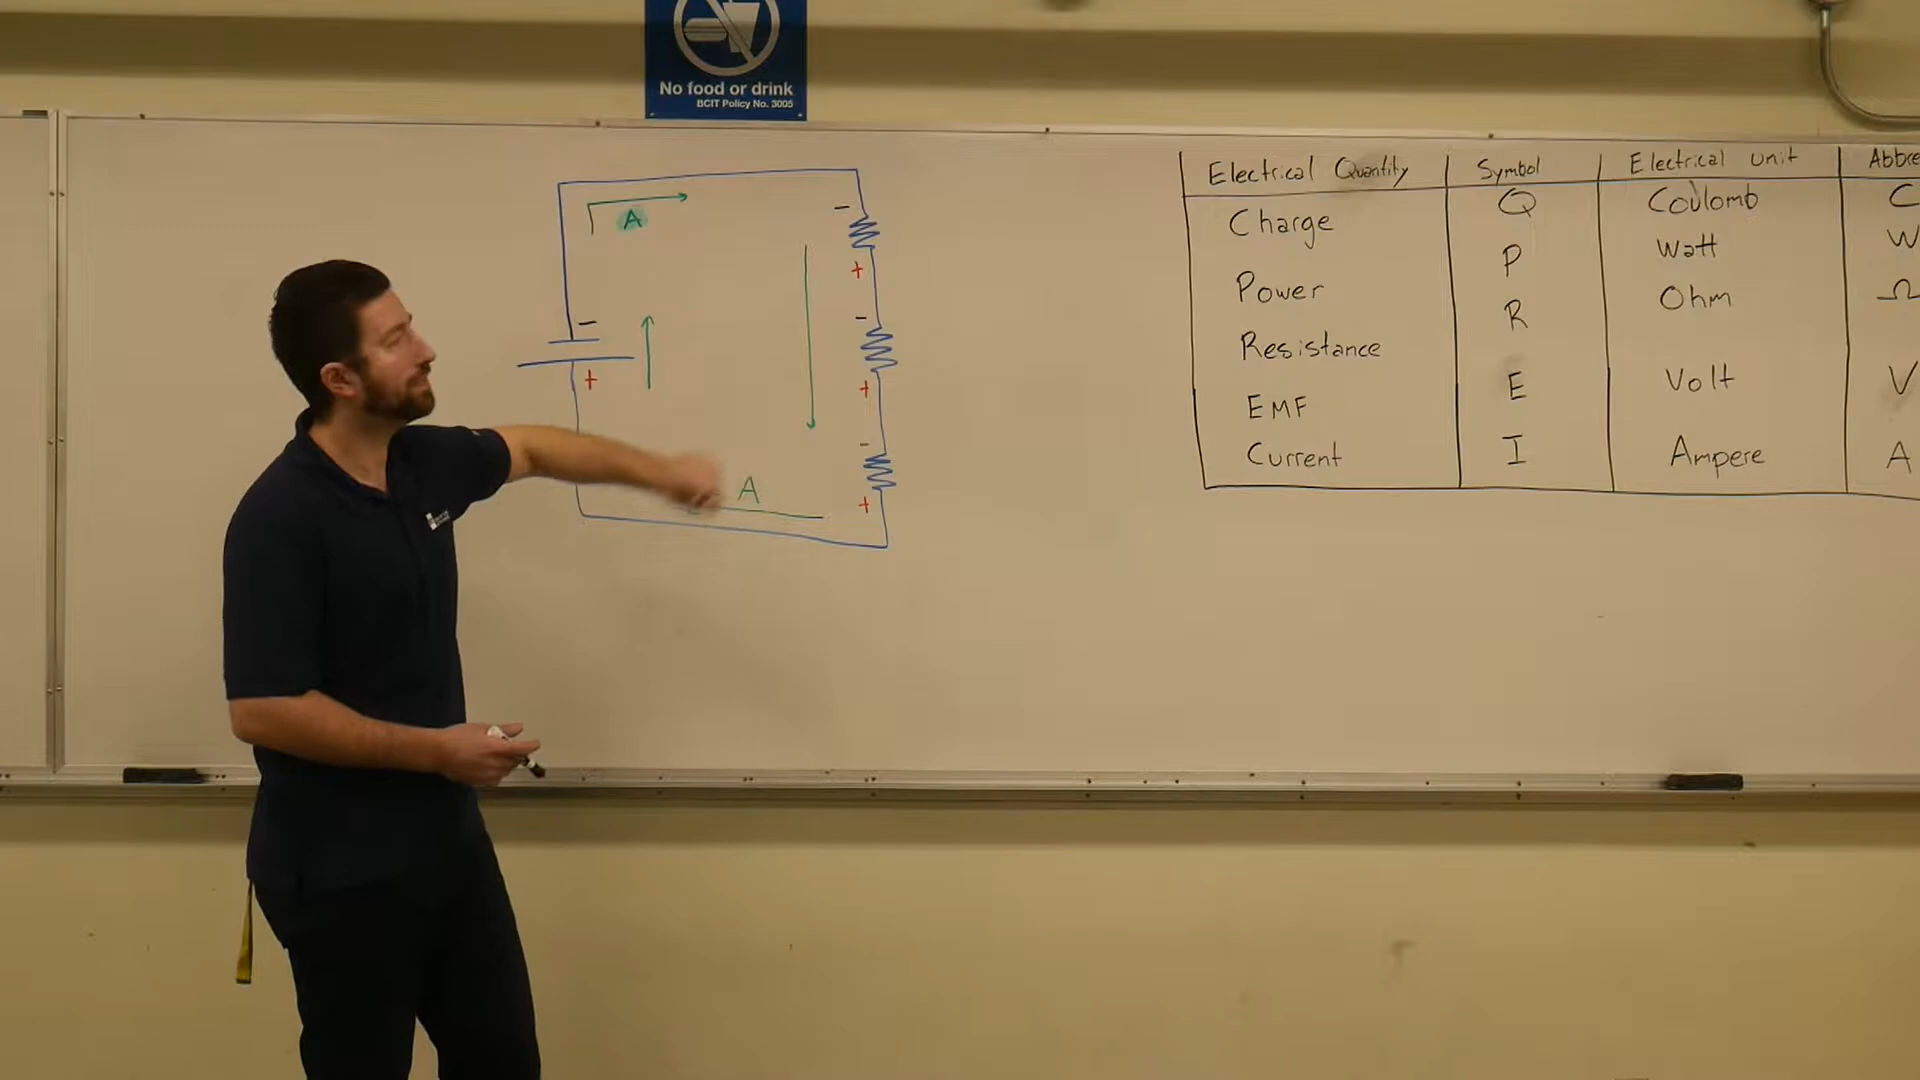 No food or drink
BCIT Policy No. 3005
A
-
+
-
+
-
+
-
+
A
Electrical Quantity Symbol Electrical Unit Abbre
Charge Q Coulomb C
Power P Watt W
Resistance R Ohm Ω
EMF E Volt V
Current I Ampere A